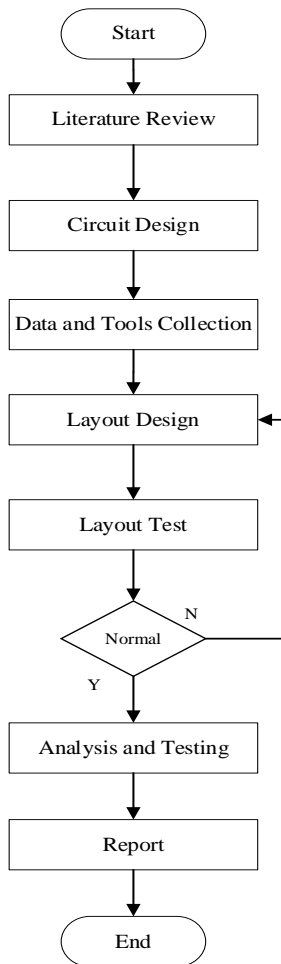 Start
Literature Review
Circuit Design
Data and Tools Collection
Layout Design
Layout Test
N
Normal
Y
Analysis and Testing
Report
End